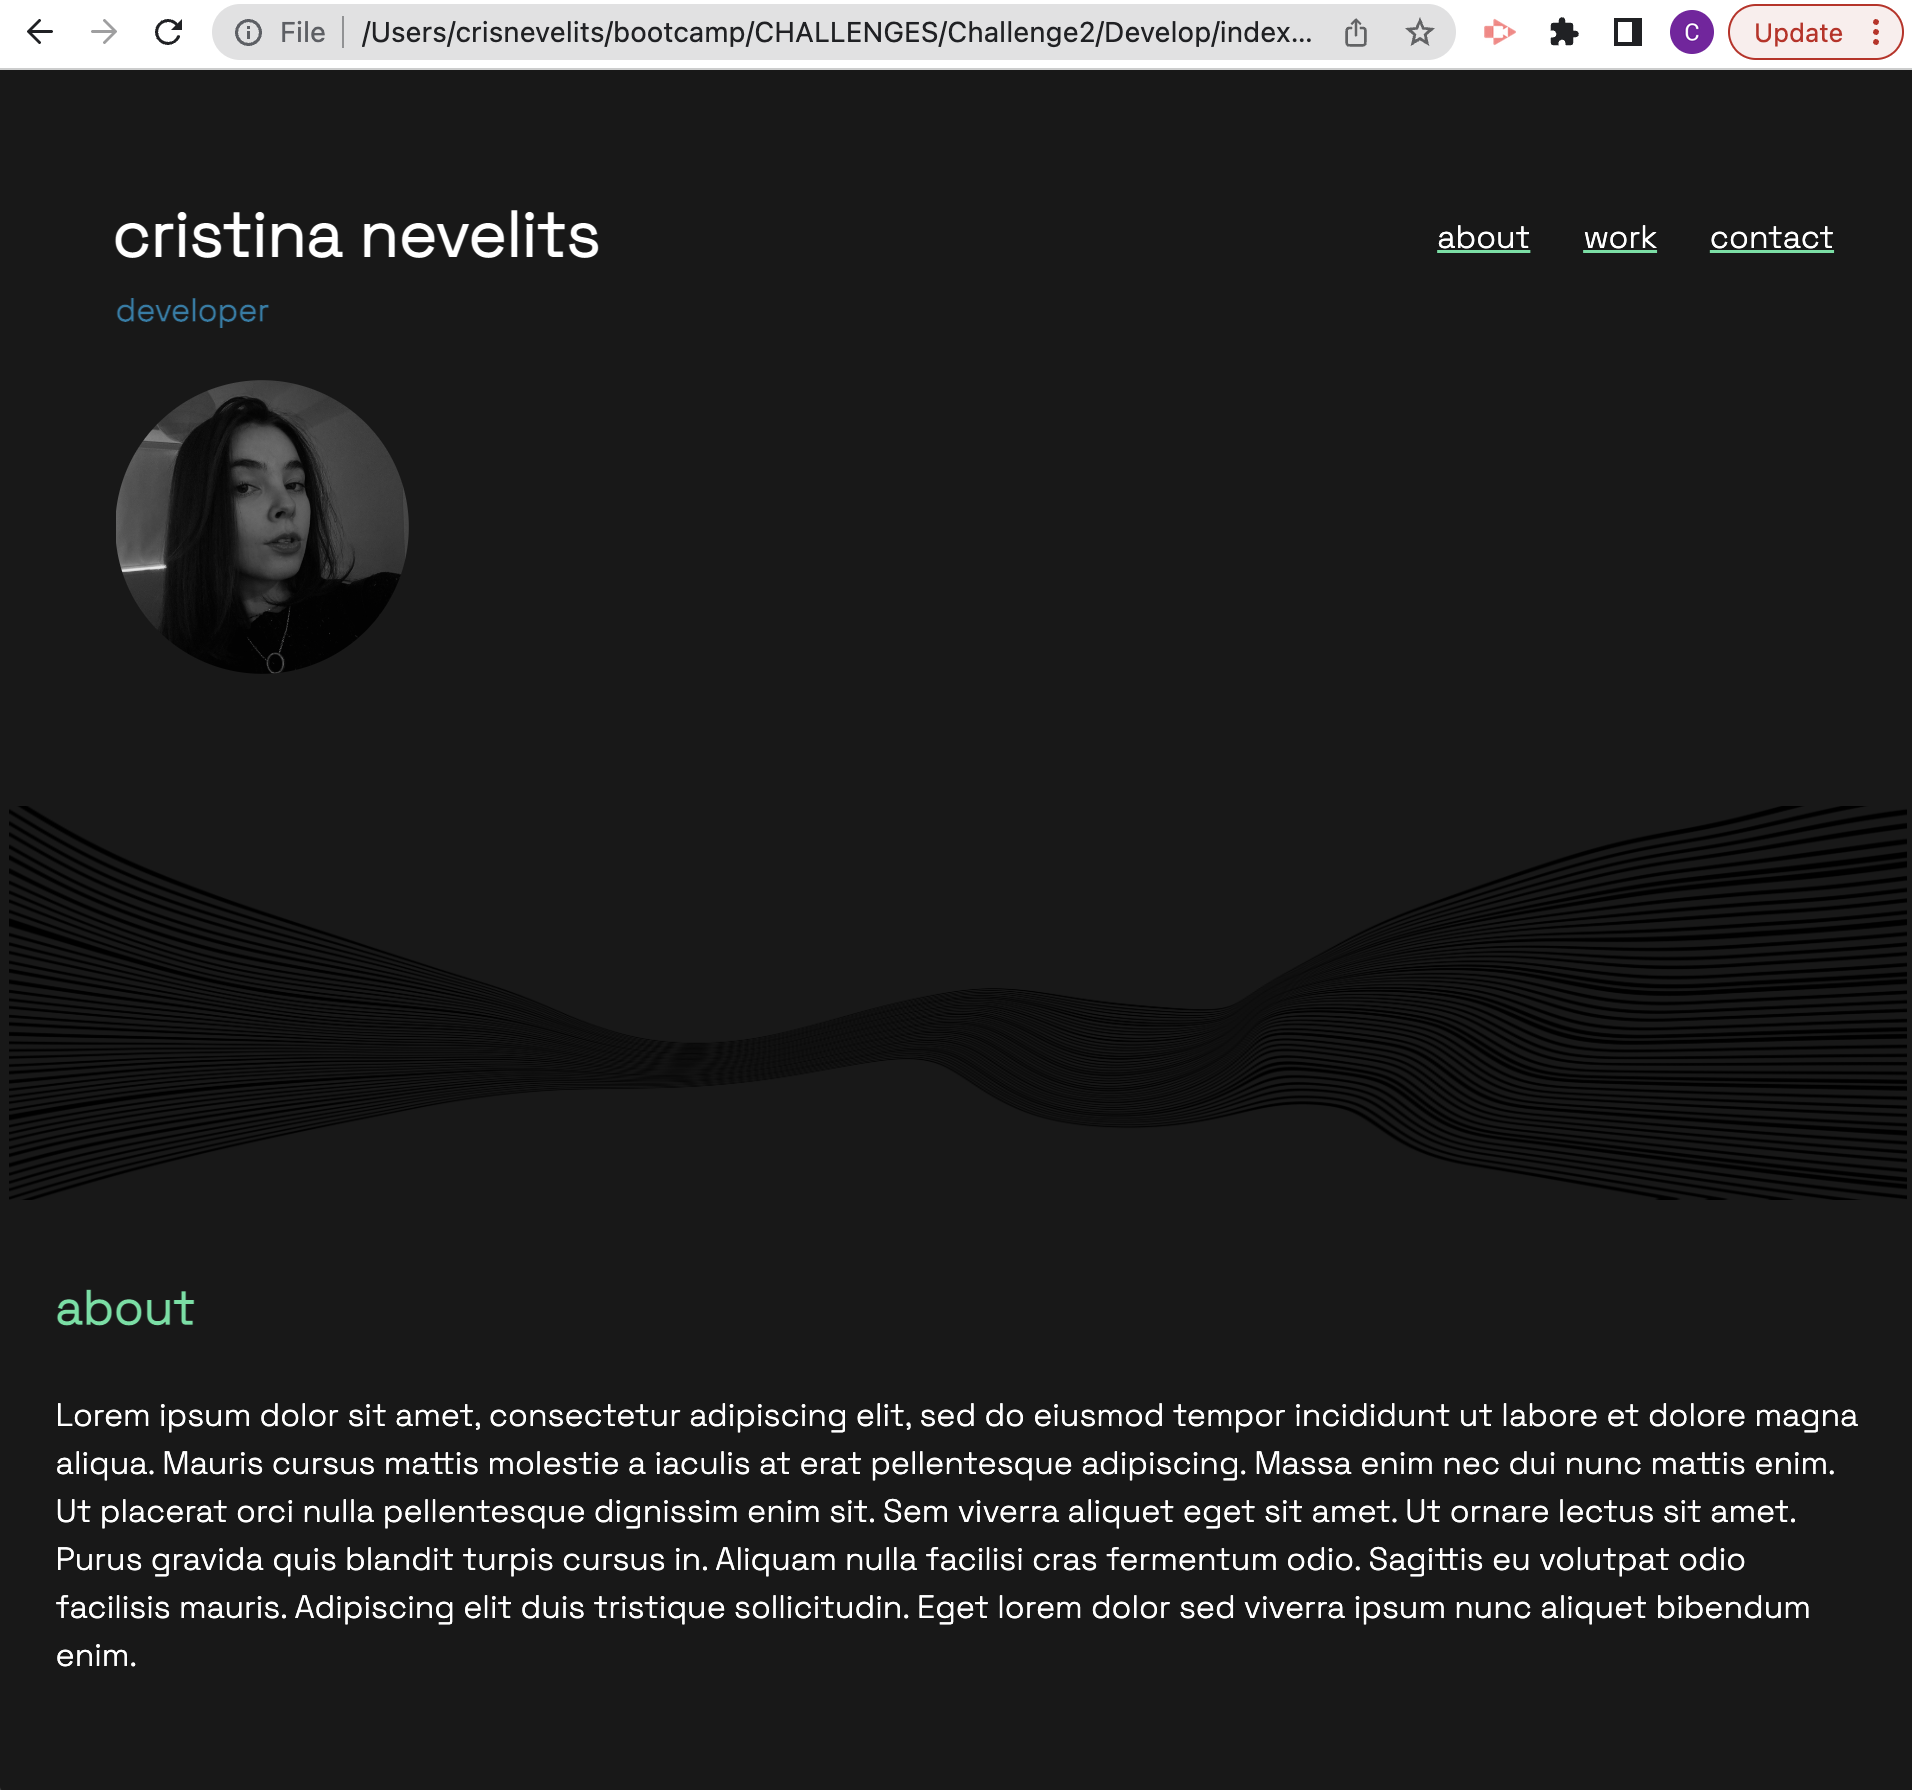 File /Users/crisnevelits/bootcamp/CHALLENGES/Challenge2/Develop/index... C Update
cristina nevelits
about work contact
developer
about
Lorem ipsum dolor sit amet, consectetur adipiscing elit, sed do eiusmod tempor incididunt ut labore et dolore magna
aliqua. Mauris cursus mattis molestie a iaculis at erat pellentesque adipiscing. Massa enim nec dui nunc mattis enim.
Ut placerat orci nulla pellentesque dignissim enim sit. Sem viverra aliquet eget sit amet. Ut ornare lectus sit amet.
Purus gravida quis blandit turpis cursus in. Aliquam nulla facilisi cras fermentum odio. Sagittis eu volutpat odio
facilisis mauris. Adipiscing elit duis tristique sollicitudin. Eget lorem dolor sed viverra ipsum nunc aliquet bibendum
enim.